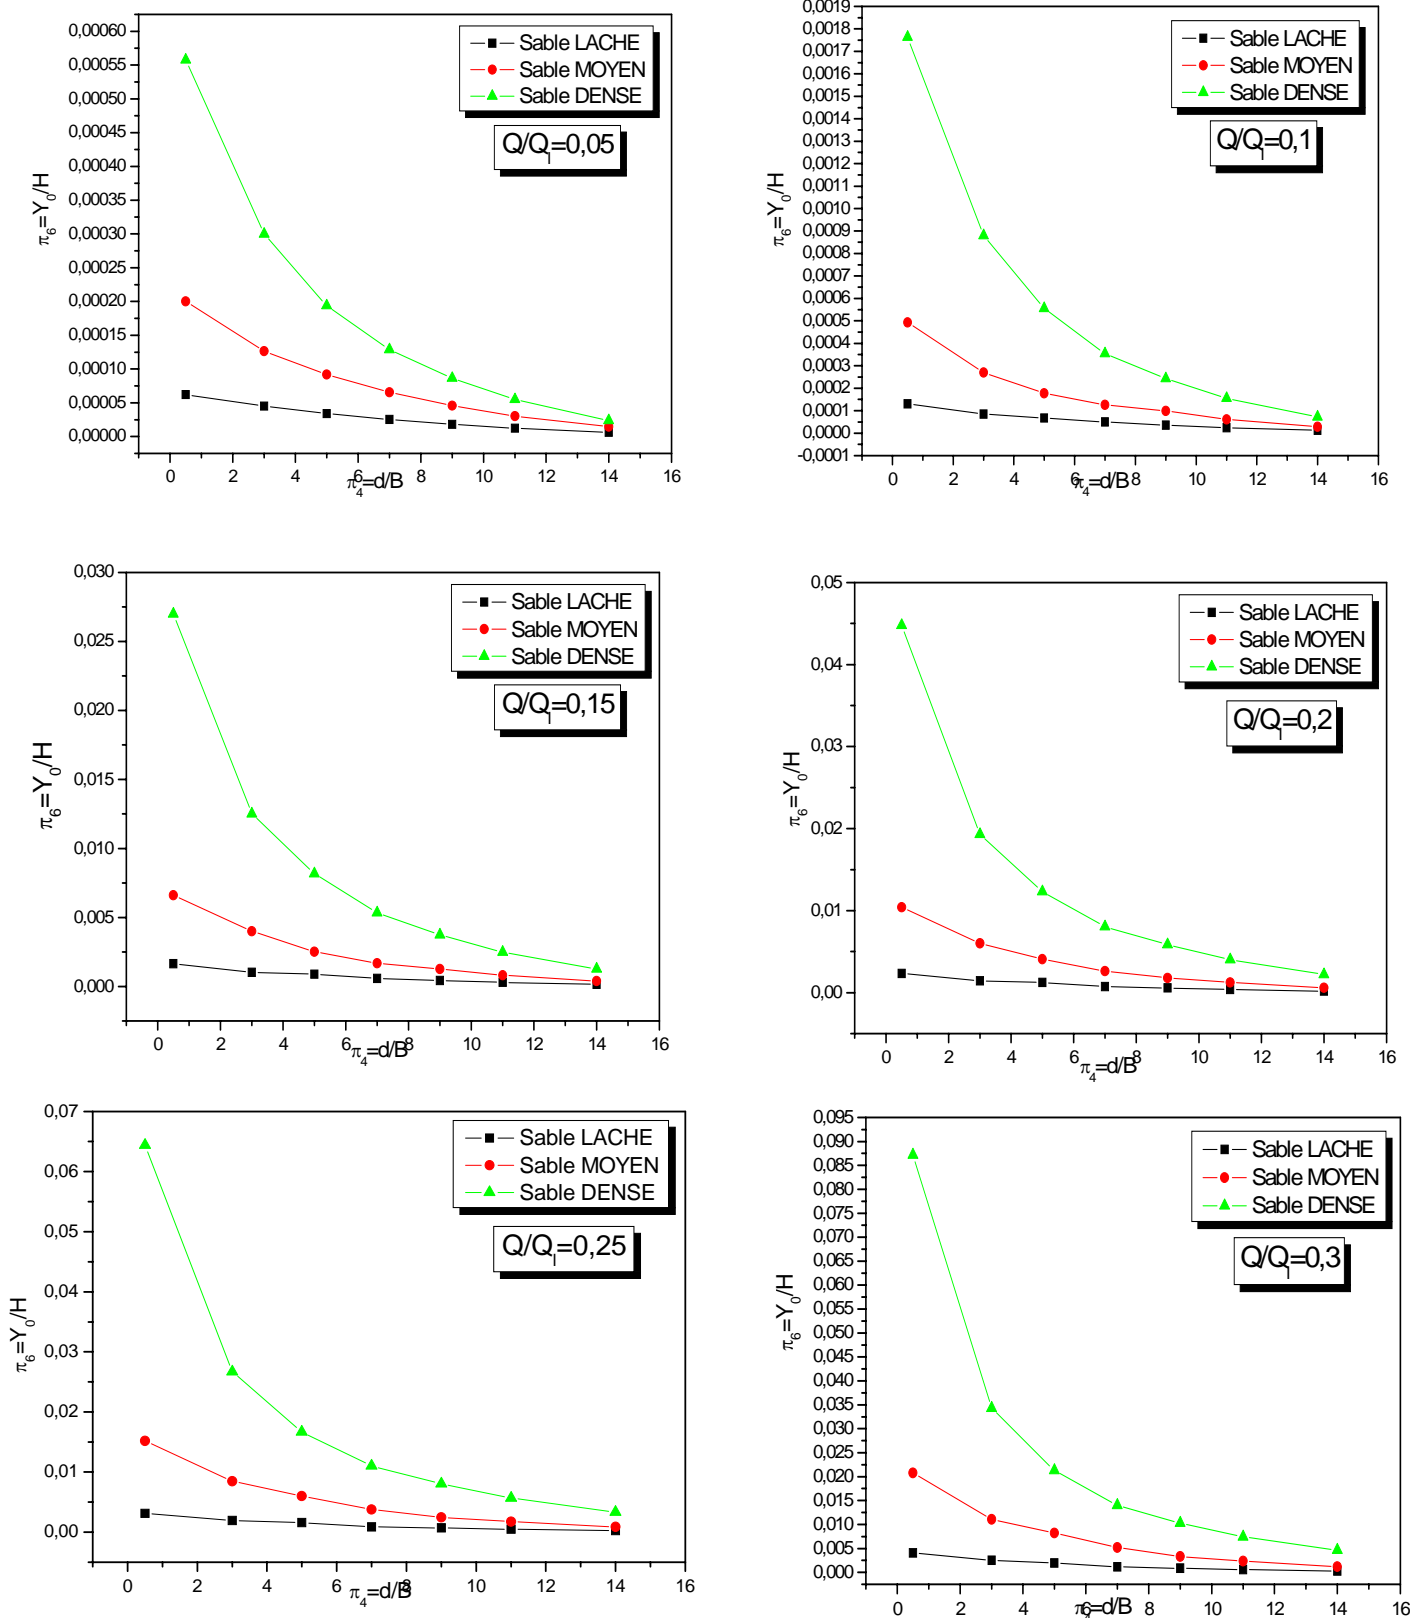 0,00060
0,00055
0,00050
0,00045
0,00040
0,00035
0,00030
0,00025
0,00020
0,00015
0,00010
0,00005
0,00000
π6=Y0/H
Sable LACHE
Sable MOYEN
Sable DENSE
Q/Ql=0,05
0 2 4 6 8 10 12 14 16
π4=d/B
0,0019
0,0018
0,0017
0,0016
0,0015
0,0014
0,0013
0,0012
0,0011
0,0010
0,0009
0,0008
0,0007
0,0006
0,0005
0,0004
0,0003
0,0002
0,0001
0,0000
-0,0001
π6=Y0/H
Sable LACHE
Sable MOYEN
Sable DENSE
Q/Ql=0,1
0 2 4 6 8 10 12 14 16
π4=d/B
0,030
0,025
0,020
0,015
0,010
0,005
0,000
π6=Y0/H
Sable LACHE
Sable MOYEN
Sable DENSE
Q/Ql=0,15
0 2 4 6 8 10 12 14 16
π4=d/B
0,05
0,04
0,03
0,02
0,01
0,00
π6=Y0/H
Sable LACHE
Sable MOYEN
Sable DENSE
Q/Ql=0,2
0 2 4 6 8 10 12 14 16
π4=d/B
0,07
0,06
0,05
0,04
0,03
0,02
0,01
0,00
π6=Y0/H
Sable LACHE
Sable MOYEN
Sable DENSE
Q/Ql=0,25
0 2 4 6 8 10 12 14 16
π4=d/B
0,095
0,090
0,085
0,080
0,075
0,070
0,065
0,060
0,055
0,050
0,045
0,040
0,035
0,030
0,025
0,020
0,015
0,010
0,005
0,000
π6=Y0/H
Sable LACHE
Sable MOYEN
Sable DENSE
Q/Ql=0,3
0 2 4 6 8 10 12 14 16
π4=d/B